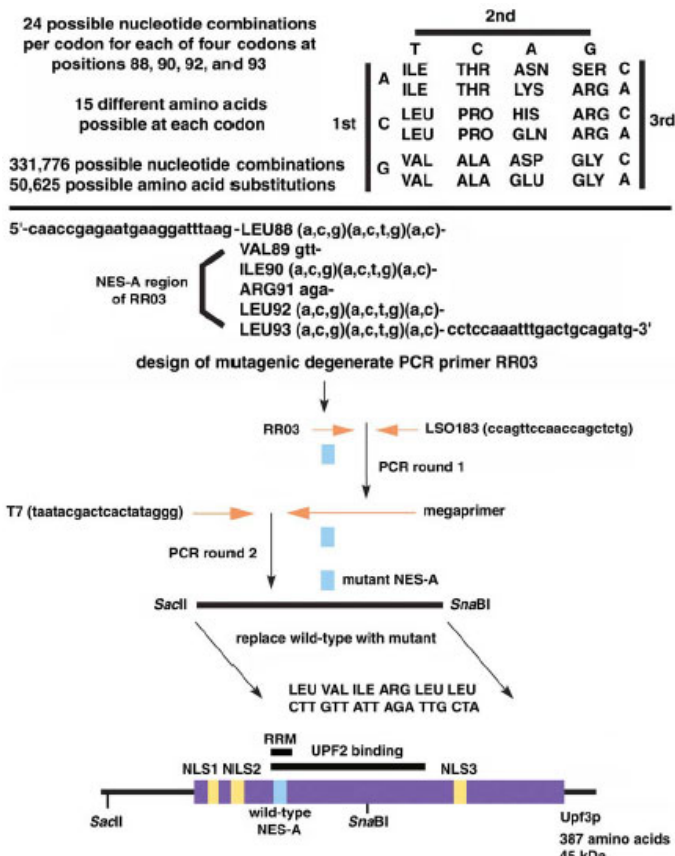 24 possible nucleotide combinations
per codon for each of four codons at
positions 88, 90, 92, and 93
15 different amino acids
possible at each codon
331,776 possible nucleotide combinations
50,625 possible amino acid substitutions
2nd
T C A G
1st
3rd
A ILE THR ASN SER C
ILE THR LYS ARG A
C LEU PRO HIS ARG C
LEU PRO GLN ARG A
G VAL ALA ASP GLY C
VAL ALA GLU GLY A
5'-caaccgagaatgaaggatttaag-LEU88 (a,c,g)(a,c,t,g)(a,c)-
VAL89 gtt-
ILE90 (a,c,g)(a,c,t,g)(a,c)-
ARG91 aga-
LEU92 (a,c,g)(a,c,t,g)(a,c)-
LEU93 (a,c,g)(a,c,t,g)(a,c)-cctccaaatttgactgcagatg-3'
NES-A region
of RR03
design of mutagenic degenerate PCR primer RR03
RR03
LSO183 (ccagttccaaccagctctg)
PCR round 1
T7 (taatacgactcactataggg)
megaprimer
PCR round 2
mutant NES-A
SacII
SnaBI
replace wild-type with mutant
LEU VAL ILE ARG LEU LEU
CTT GTT ATT AGA TTG CTA
RRM
UPF2 binding
NLS1 NLS2
NLS3
SacII
wild-type
NES-A
SnaBI
Upf3p
387 amino acids
45 kDa